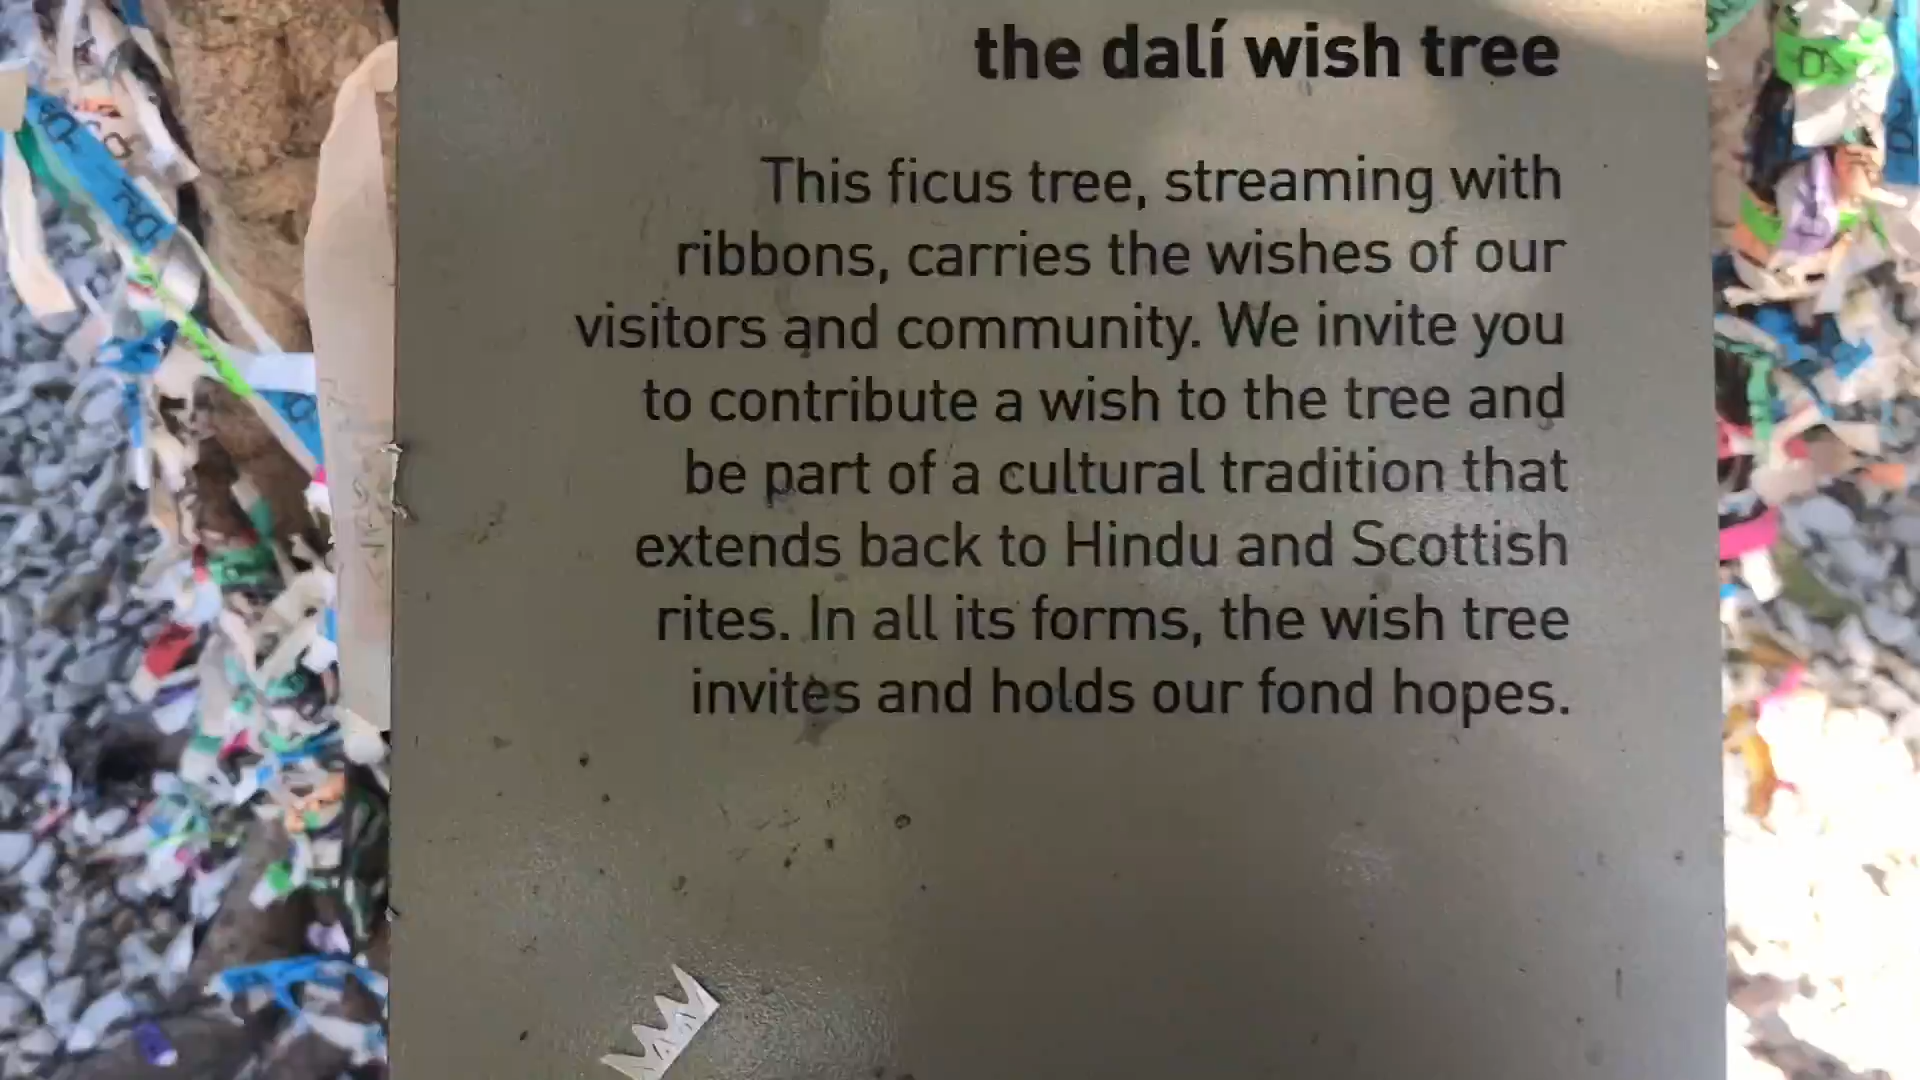 the dalí wish tree
This ficus tree, streaming with
ribbons, carries the wishes of our
visitors and community. We invite you
to contribute a wish to the tree and
be part of a cultural tradition that
extends back to Hindu and Scottish
rites. In all its forms, the wish tree
invites and holds our fond hopes.